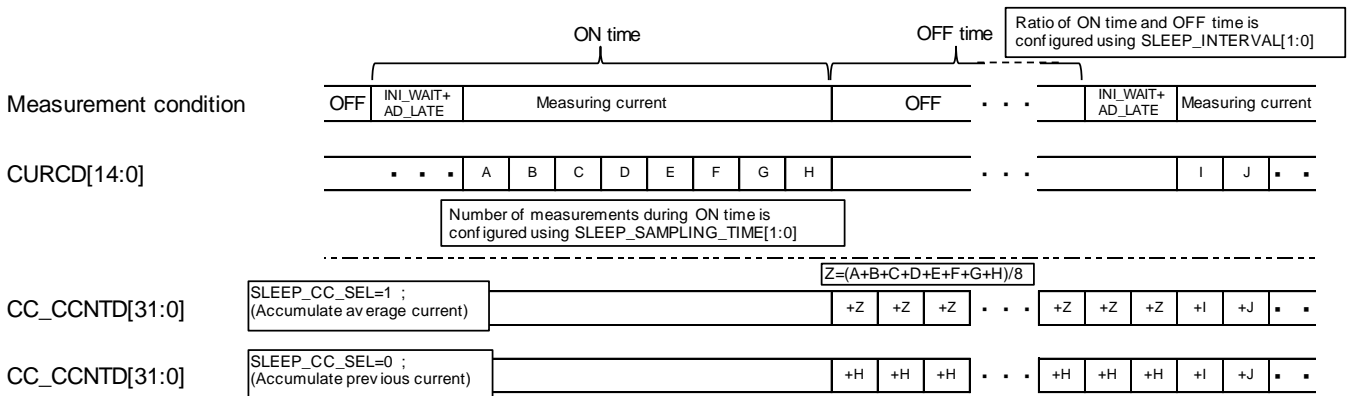 ON time
OFF time
Ratio of ON time and OFF time is
configured using SLEEP_INTERVAL[1:0]
Measurement condition
OFF
INI_WAIT+
AD_LATE
Measuring current
OFF
. . .
INI_WAIT+
AD_LATE
Measuring current
CURCD[14:0]
. . . A B C D E F G H . . . I J . .
Number of measurements during ON time is
configured using SLEEP_SAMPLING_TIME[1:0]
Z=(A+B+C+D+E+F+G+H)/8
CC_CCNTD[31:0]
SLEEP_CC_SEL=1 ;
(Accumulate average current)
+Z +Z +Z . . . +Z +Z +Z +I +J . .
CC_CCNTD[31:0]
SLEEP_CC_SEL=0 ;
(Accumulate previous current)
+H +H +H . . . +H +H +H +I +J . .